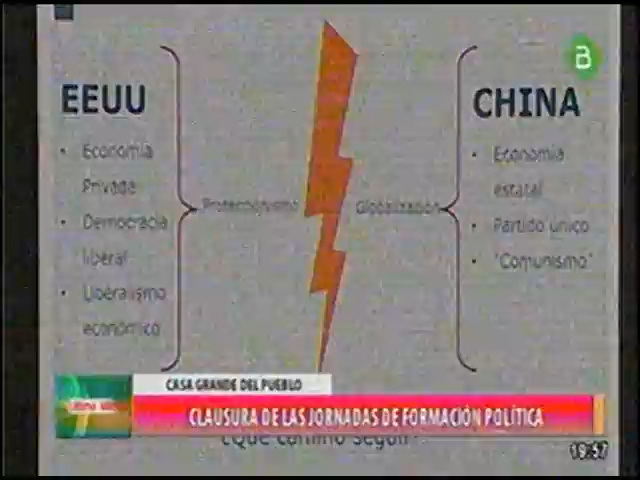 B
EEUU
• Economía
Privada
• Democracia
liberal
• Liberalismo
económico
Proteccionismo
Globalización
CHINA
• Economía
estatal
• Partido único
• "Comunismo"
CASA GRANDE DEL PUEBLO
CLAUSURA DE LAS JORNADAS DE FORMACIÓN POLÍTICA
¿Qué camino seguir?
19:57